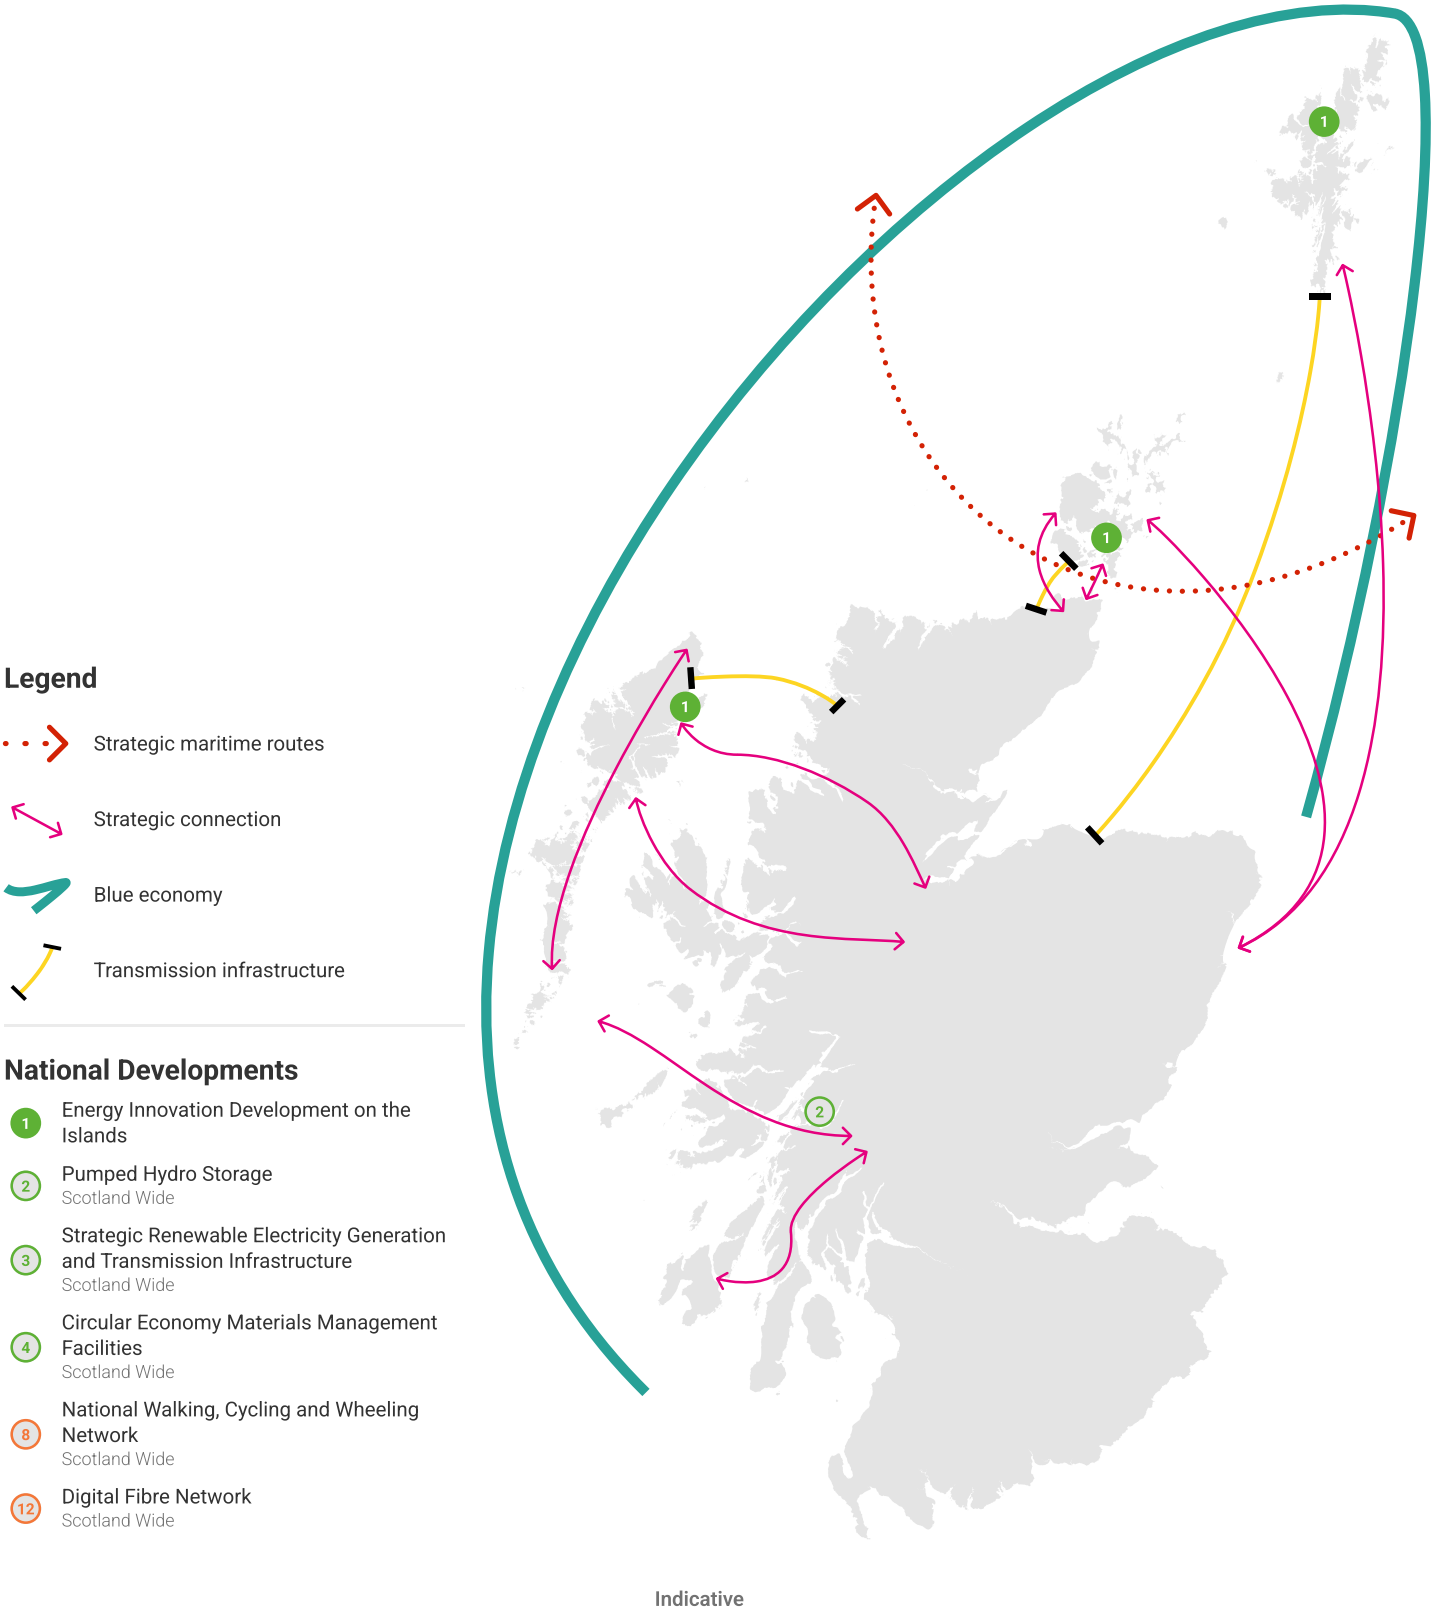 1
1
1
Legend
Strategic maritime routes
Strategic connection
Blue economy
Transmission infrastructure
National Developments
1
Energy Innovation Development on the
Islands
2
2
Pumped Hydro Storage
Scotland Wide
3
Strategic Renewable Electricity Generation
and Transmission Infrastructure
Scotland Wide
4
Circular Economy Materials Management
Facilities
Scotland Wide
8
National Walking, Cycling and Wheeling
Network
Scotland Wide
12
Digital Fibre Network
Scotland Wide
Indicative